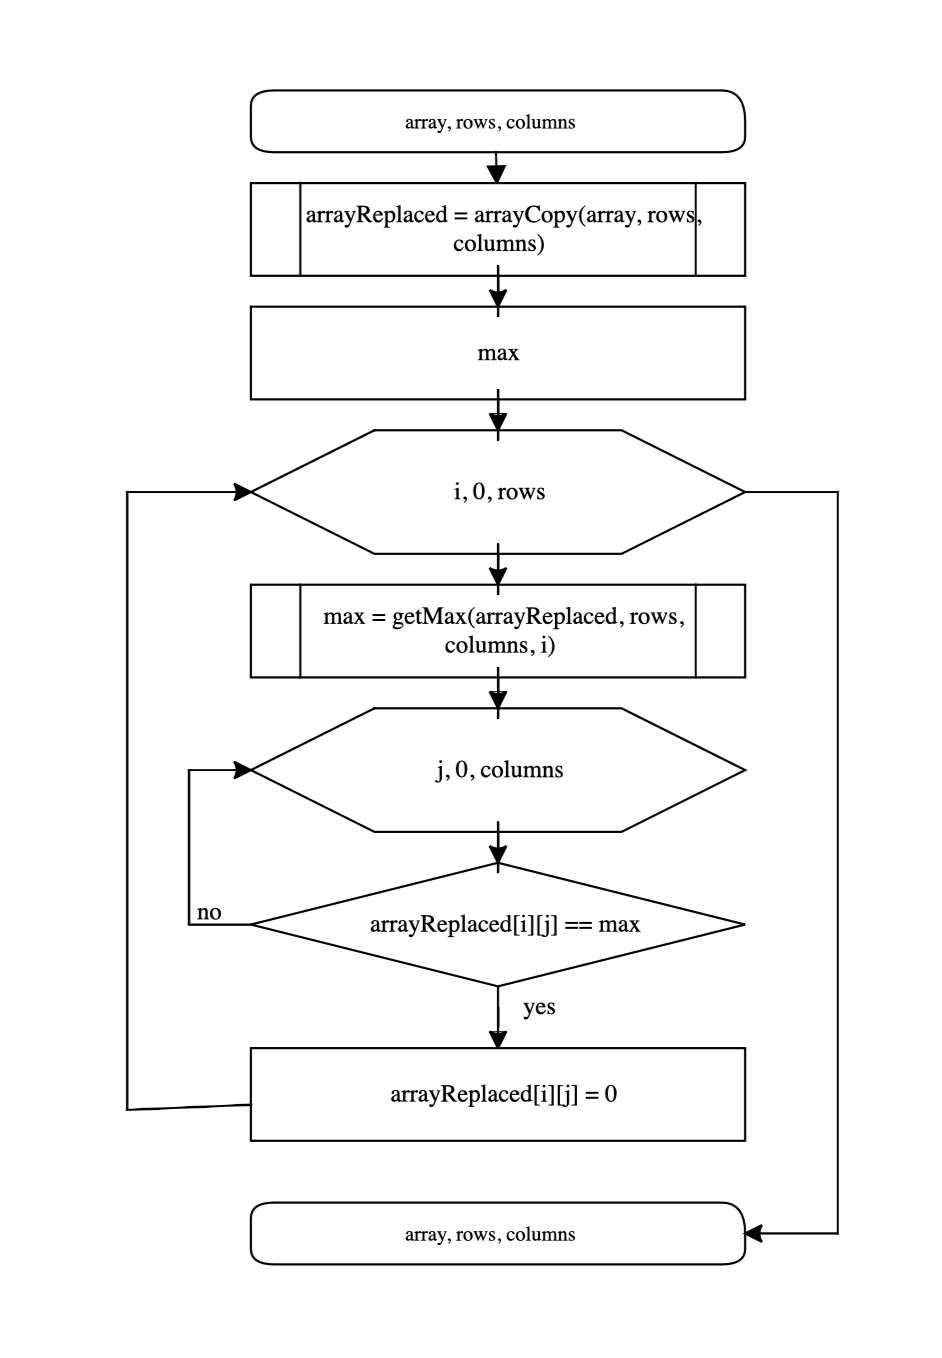 array, rows, columns
arrayReplaced = arrayCopy(array, rows,
columns)
max
i, 0, rows
max = getMax(arrayReplaced, rows,
columns, i)
j, 0, columns
no
arrayReplaced[i][j] == max
yes
arrayReplaced[i][j] = 0
array, rows, columns